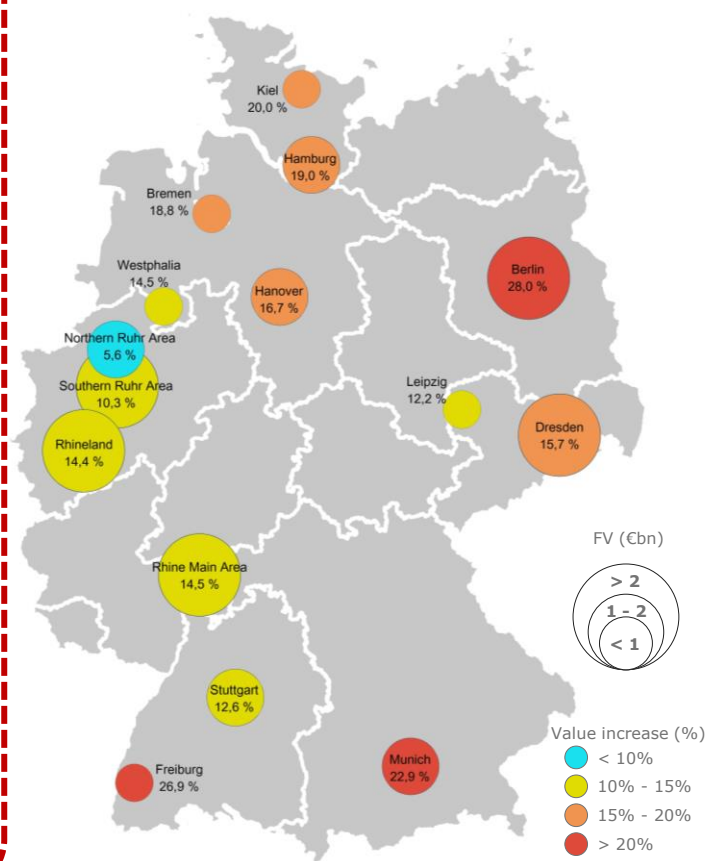 Kiel
20,0 %
Hamburg
19,0 %
Bremen
18,8 %
Westphalia
14,5 %
Berlin
28,0 %
Hanover
16,7 %
Northern Ruhr Area
5,6 %
Southern Ruhr Area
10,3 %
Leipzig
12,2 %
Dresden
15,7 %
Rhineland
14,4 %
Rhine Main Area
14,5 %
FV (€bn)
> 2
1 - 2
< 1
Stuttgart
12,6 %
Freiburg
26,9 %
Munich
22,9 %
Value increase (%)
< 10%
10% - 15%
15% - 20%
> 20%